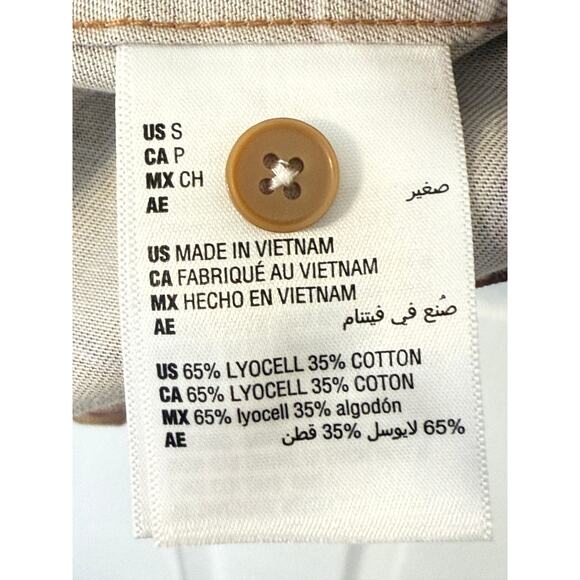 US S
CA P
MX CH
AE صغير
US MADE IN VIETNAM
CA FABRIQUÉ AU VIETNAM
MX HECHO EN VIETNAM
AE صُنع في فيتنام
US 65% LYOCELL 35% COTTON
CA 65% LYOCELL 35% COTON
MX 65% lyocell 35% algodón
AE 65% لايوسل 35% قطن